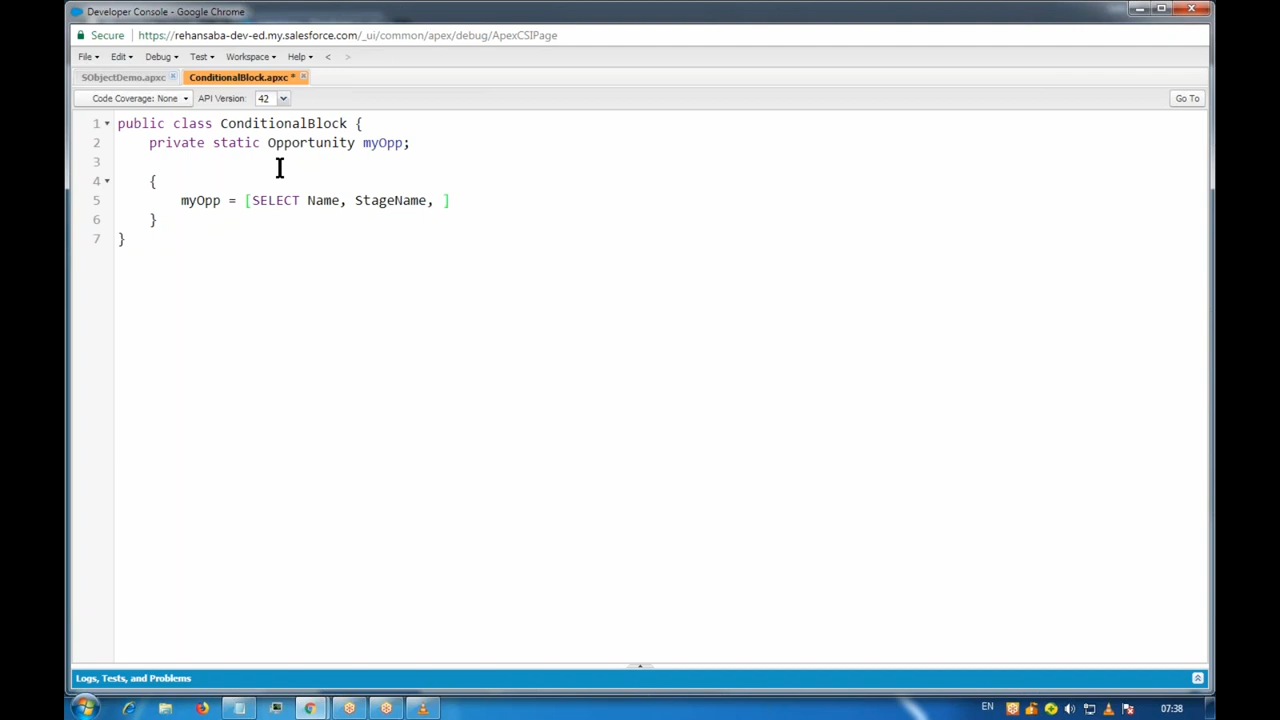 Developer Console - Google Chrome
Secure https://rehansaba-dev-ed.my.salesforce.com/_ui/common/apex/debug/ApexCSIPage
File Edit Debug Test Workspace Help < >
SObjectDemo.apxc ConditionalBlock.apxc *
Code Coverage: None API Version: 42 Go To
1 public class ConditionalBlock {
2 private static Opportunity myOpp;
3
4 {
5 myOpp = [SELECT Name, StageName, ]
6 }
7 }
Logs, Tests, and Problems
EN 07:38